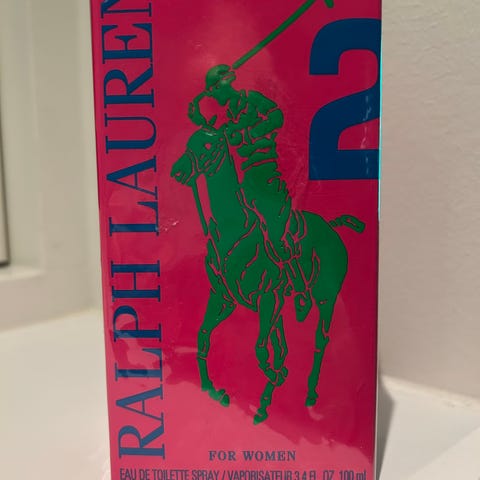 RALPH LAUREN
2
FOR WOMEN
EAU DE TOILETTE SPRAY / VAPORISATEUR 3.4 FL. OZ. 100 ml